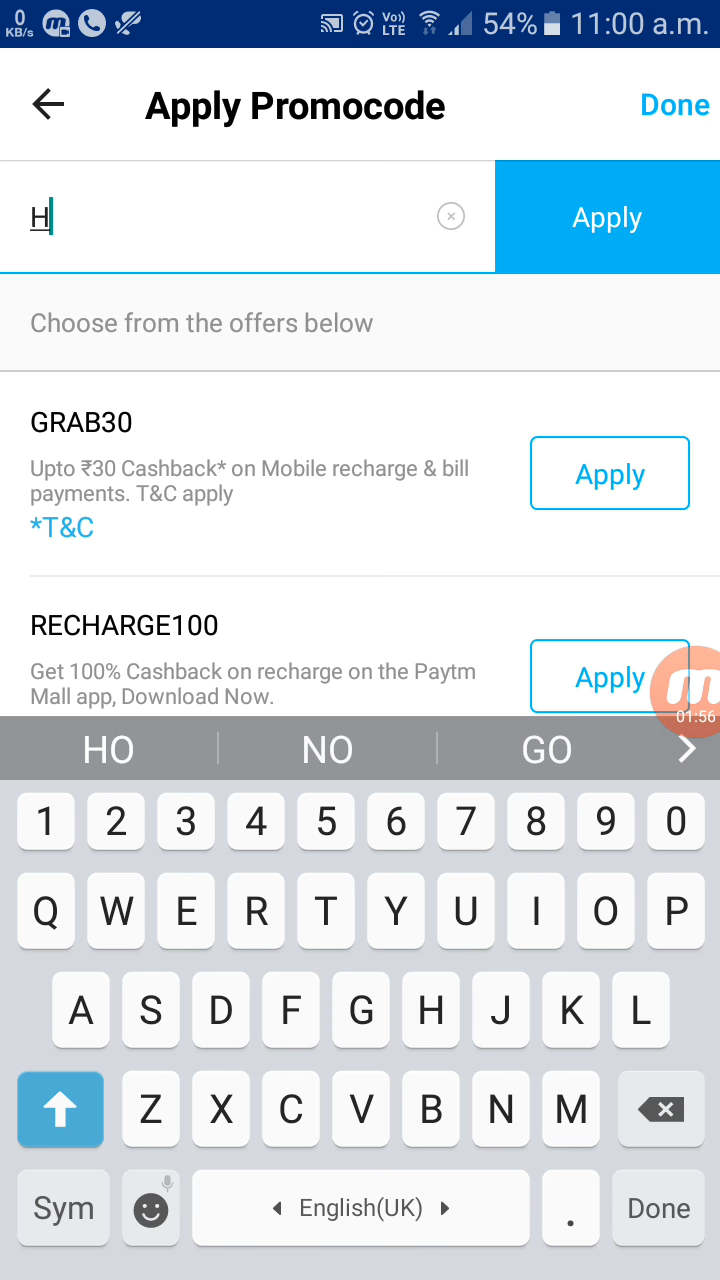 0
KB/s
Vo))
LTE
54%
11:00 a.m.
Apply Promocode
Done
H
Apply
Choose from the offers below
GRAB30
Upto ₹30 Cashback* on Mobile recharge & bill
payments. T&C apply
*T&C
Apply
RECHARGE100
Get 100% Cashback on recharge on the Paytm
Mall app, Download Now.
Apply
01:56
HO NO GO
1 2 3 4 5 6 7 8 9 0
Q W E R T Y U I O P
A S D F G H J K L
Z X C V B N M
Sym English(UK) . Done